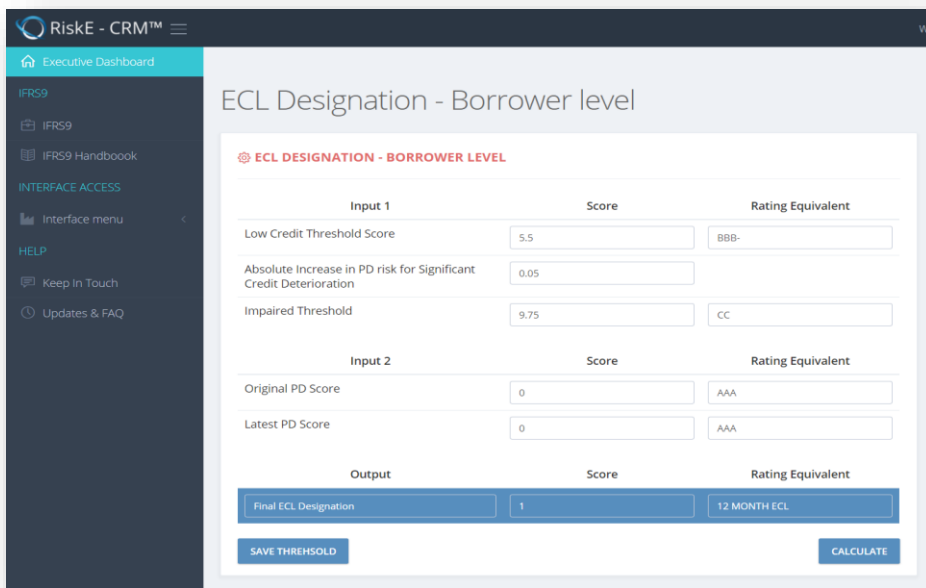 RiskE - CRM™
W
Executive Dashboard
IFRS9
IFRS9
IFRS9 Handboook
INTERFACE ACCESS
Interface menu
HELP
Keep In Touch
Updates & FAQ
ECL Designation - Borrower level
ECL DESIGNATION - BORROWER LEVEL
Input 1 Score Rating Equivalent
Low Credit Threshold Score 5.5 BBB-
Absolute Increase in PD risk for Significant 0.05
Credit Deterioration
Impaired Threshold 9.75 CC
Input 2 Score Rating Equivalent
Original PD Score 0 AAA
Latest PD Score 0 AAA
Output Score Rating Equivalent
Final ECL Designation 1 12 MONTH ECL
SAVE THREHSOLD CALCULATE